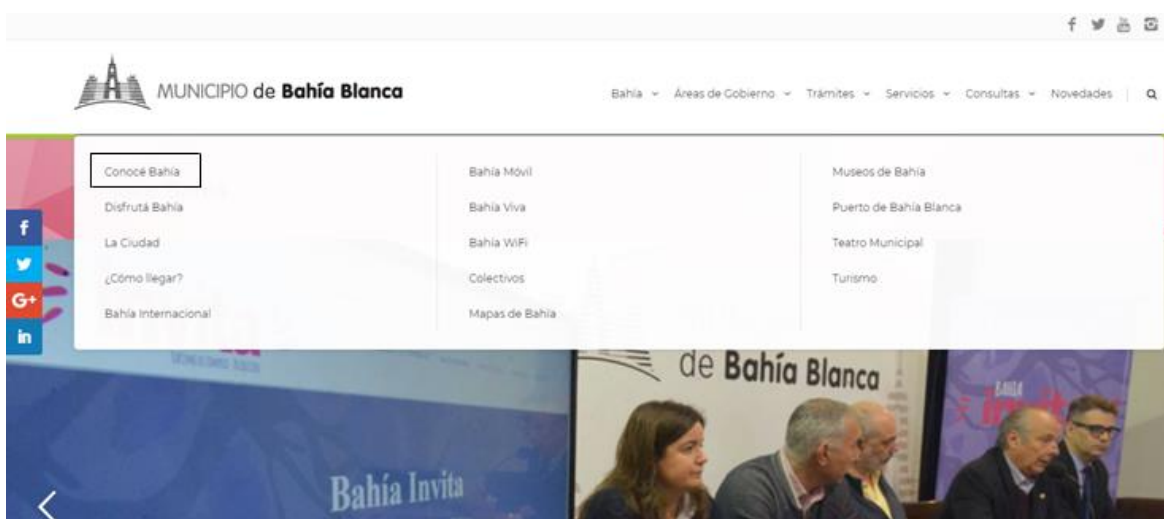 MUNICIPIO de Bahía Blanca
Bahía Áreas de Gobierno Trámites Servicios Consultas Novedades
Conocé Bahía
Disfrutá Bahía
La Ciudad
¿Cómo llegar?
Bahía Internacional
Bahía Móvil
Bahía Viva
Bahía WiFi
Colectivos
Mapas de Bahía
Museos de Bahía
Puerto de Bahía Blanca
Teatro Municipal
Turismo
f
G+
in
de Bahía Blanca
Bahía Invita
BAHÍA